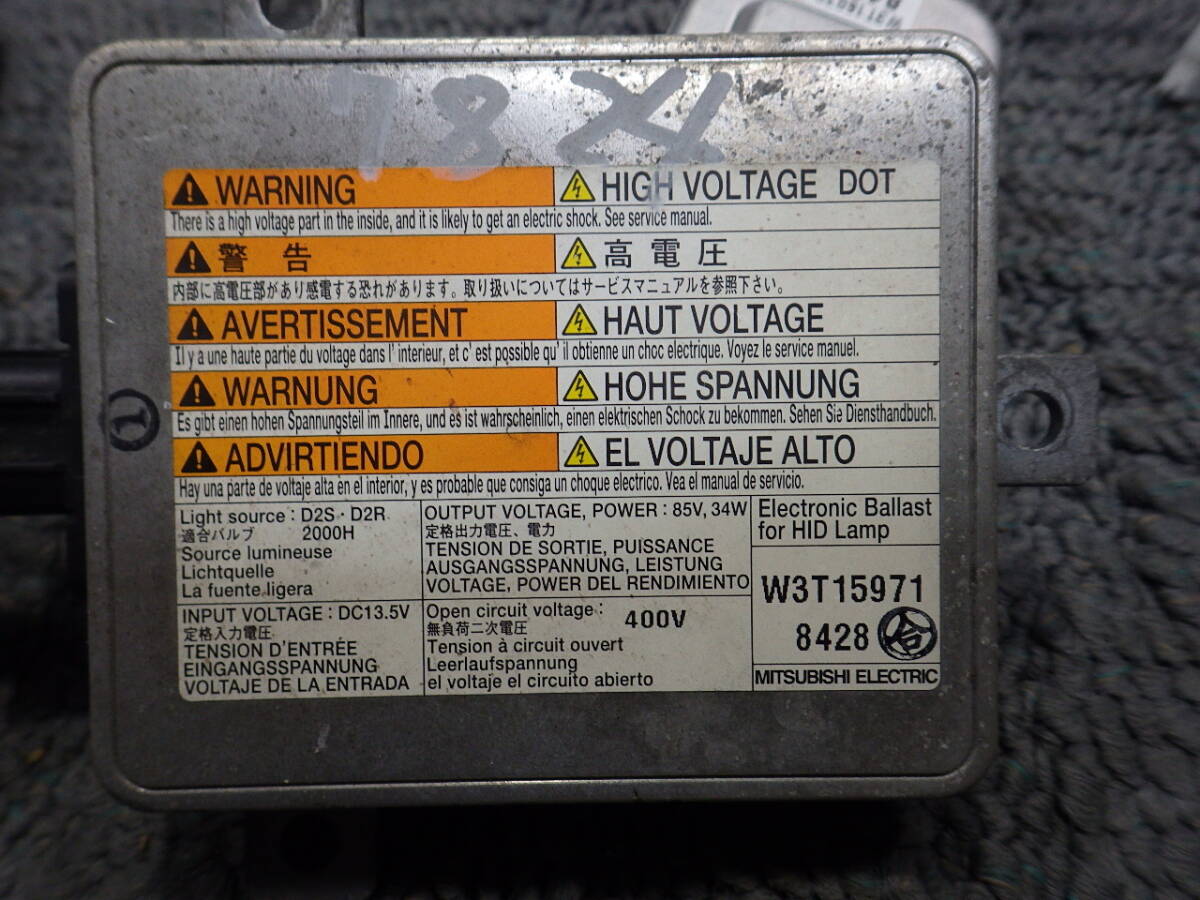 78 X1
WARNING HIGH VOLTAGE DOT
There is a high voltage part in the inside, and it is likely to get an electric shock. See service manual.
警告 高電圧
内部に高電圧部があり感電する恐れがあります。取り扱いについてはサービスマニュアルを参照下さい。
AVERTISSEMENT HAUT VOLTAGE
Il y a une haute partie du voltage dans l' interieur, et c' est possible qu' il obtienne un choc electrique. Voyez le service manuel.
WARNUNG HOHE SPANNUNG
Es gibt einen hohen Spannungsteil im Innere, und es ist wahrscheinlich, einen elektrischen Schock zu bekommen. Sehen Sie Diensthandbuch.
ADVIRTIENDO EL VOLTAJE ALTO
Hay una parte de voltaje alta en el interior, y es probable que consiga un choque electrico. Vea el manual de servicio.
Light source : D2S・D2R
適合バルブ 2000H
Source lumineuse
Lichtquelle
La fuente ligera
OUTPUT VOLTAGE, POWER : 85V, 34W
定格出力電圧、電力
TENSION DE SORTIE, PUISSANCE
AUSGANGSSPANNUNG, LEISTUNG
VOLTAGE, POWER DEL RENDIMIENTO
Electronic Ballast
for HID Lamp
INPUT VOLTAGE : DC13.5V
定格入力電圧
TENSION D'ENTRÉE
EINGANGSSPANNUNG
VOLTAJE DE LA ENTRADA
Open circuit voltage : 400V
無負荷二次電圧
Tension à circuit ouvert
Leerlaufspannung
el voltaje el circuito abierto
W3T15971
8428 合
MITSUBISHI ELECTRIC
1